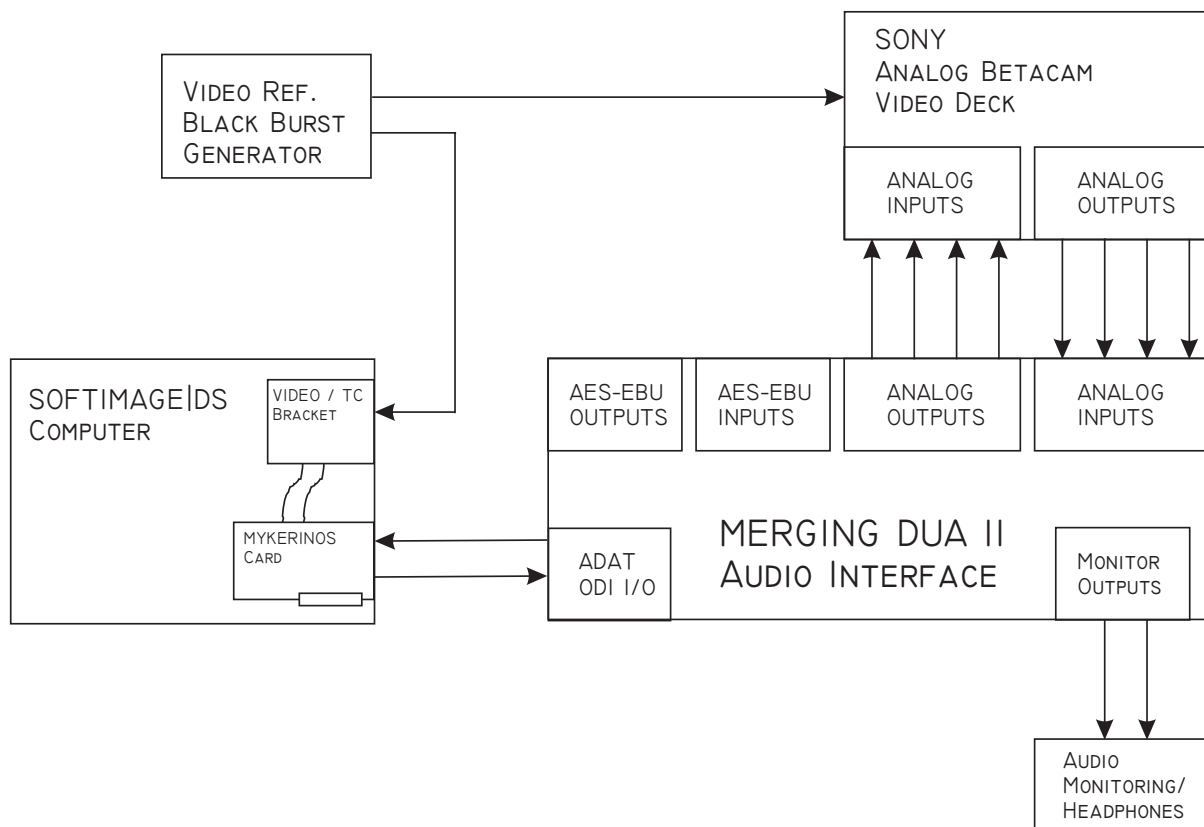 SONY
ANALOG BETACAM
VIDEO DECK
VIDEO REF.
BLACK BURST
GENERATOR
ANALOG
INPUTS
ANALOG
OUTPUTS
SOFTIMAGE|DS
COMPUTER
VIDEO / TC
BRACKET
AES-EBU
OUTPUTS
AES-EBU
INPUTS
ANALOG
OUTPUTS
ANALOG
INPUTS
MYKERINOS
CARD
ADAT
ODI I/O
MERGING DUA II
AUDIO INTERFACE
MONITOR
OUTPUTS
AUDIO
MONITORING/
HEADPHONES